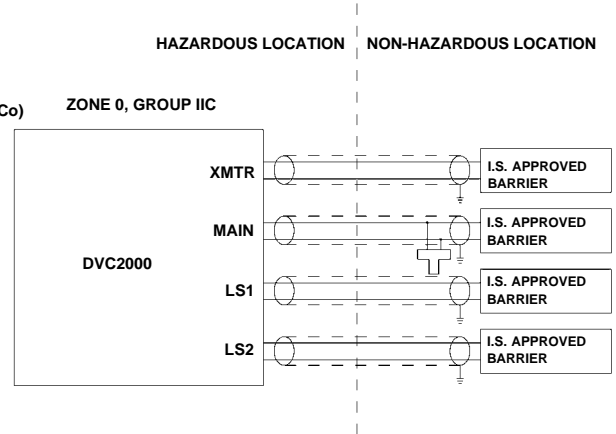 HAZARDOUS LOCATION
NON-HAZARDOUS LOCATION
Co)
ZONE 0, GROUP IIC
XMTR
I.S. APPROVED
BARRIER
MAIN
I.S. APPROVED
BARRIER
DVC2000
LS1
I.S. APPROVED
BARRIER
LS2
I.S. APPROVED
BARRIER